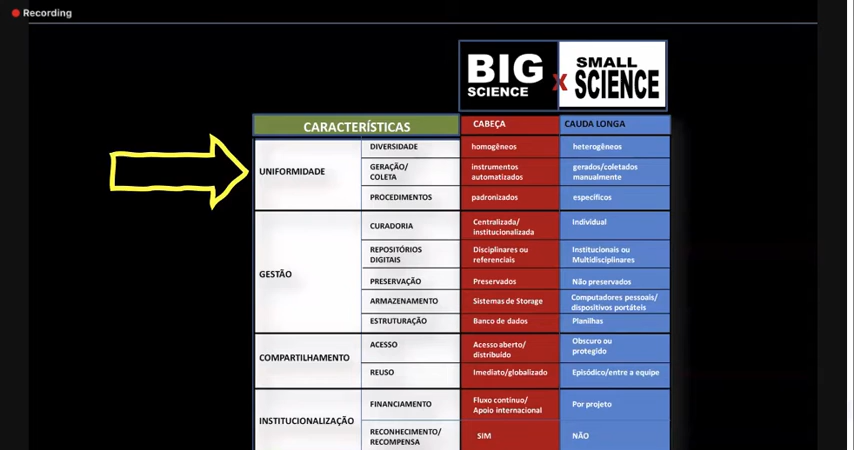 Recording
BIG
SCIENCE
X
SMALL
SCIENCE
CARACTERÍSTICAS
CABEÇA
CAUDA LONGA
UNIFORMIDADE
DIVERSIDADE
homogêneos
heterogêneos
GERAÇÃO/
COLETA
instrumentos
automatizados
gerados/coletados
manualmente
PROCEDIMENTOS
padronizados
específicos
GESTÃO
CURADORIA
Centralizada/
institucionalizada
Individual
REPOSITÓRIOS
DIGITAIS
Disciplinares ou
referenciais
Institucionais ou
Multidisciplinares
PRESERVAÇÃO
Preservados
Não preservados
ARMAZENAMENTO
Sistemas de Storage
Computadores pessoais/
dispositivos portáteis
ESTRUTURAÇÃO
Banco de dados
Planilhas
COMPARTILHAMENTO
ACESSO
Acesso aberto/
distribuído
Obscuro ou
protegido
REUSO
Imediato/globalizado
Episódico/entre a equipe
INSTITUCIONALIZAÇÃO
FINANCIAMENTO
Fluxo contínuo/
Apoio internacional
Por projeto
RECONHECIMENTO/
RECOMPENSA
SIM
NÃO